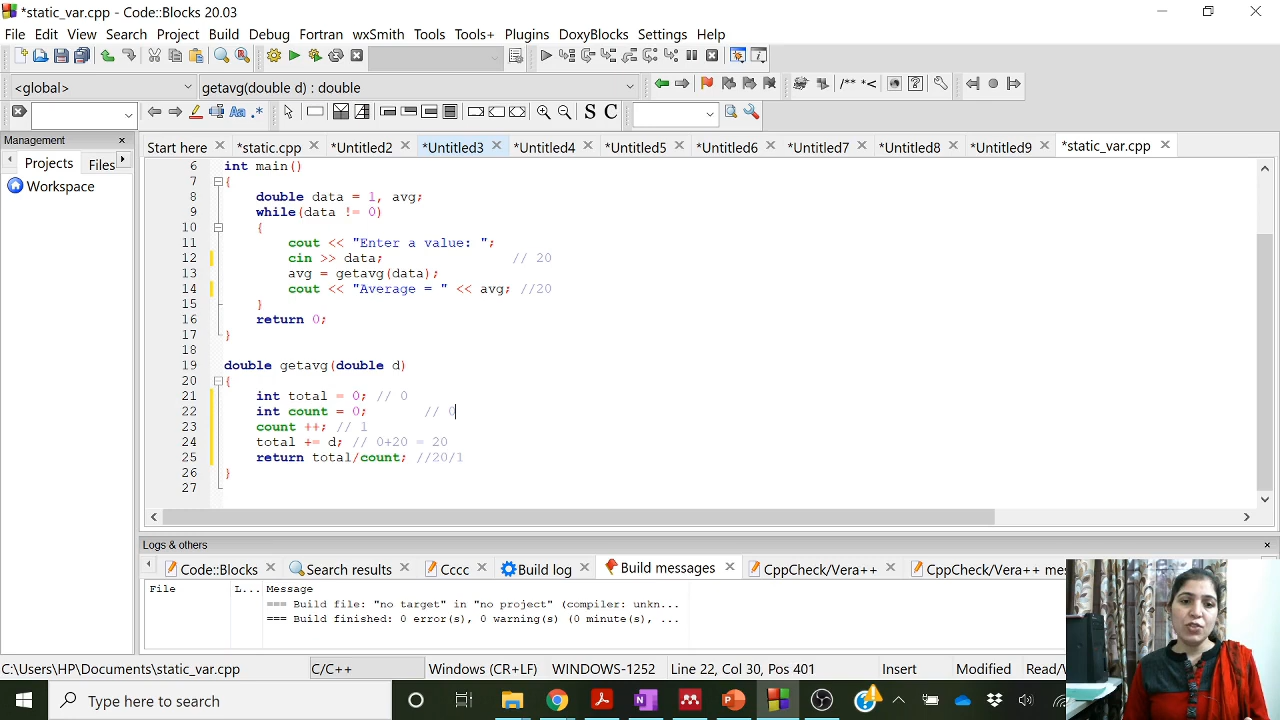 *static_var.cpp - Code::Blocks 20.03
File Edit View Search Project Build Debug Fortran wxSmith Tools Tools+ Plugins DoxyBlocks Settings Help
<global> getavg(double d) : double
/** *<
Aa .* S C
Management
Start here *static.cpp *Untitled2 *Untitled3 *Untitled4 *Untitled5 *Untitled6 *Untitled7 *Untitled8 *Untitled9 *static_var.cpp
Projects Files
Workspace
6 int main()
7 {
8 double data = 1, avg;
9 while(data != 0)
10 {
11 cout << "Enter a value: ";
12 cin >> data; // 20
13 avg = getavg(data);
14 cout << "Average = " << avg; //20
15 }
16 return 0;
17 }
18
19 double getavg(double d)
20 {
21 int total = 0; // 0
22 int count = 0; // 0
23 count ++; // 1
24 total += d; // 0+20 = 20
25 return total/count; //20/1
26 }
27
Logs & others
Code::Blocks Search results Cccc Build log Build messages CppCheck/Vera++ CppCheck/Vera++ me
File L... Message
=== Build file: "no target" in "no project" (compiler: unkn...
=== Build finished: 0 error(s), 0 warning(s) (0 minute(s), ...
C:\Users\HP\Documents\static_var.cpp C/C++ Windows (CR+LF) WINDOWS-1252 Line 22, Col 30, Pos 401 Insert Modified Read/
Type here to search